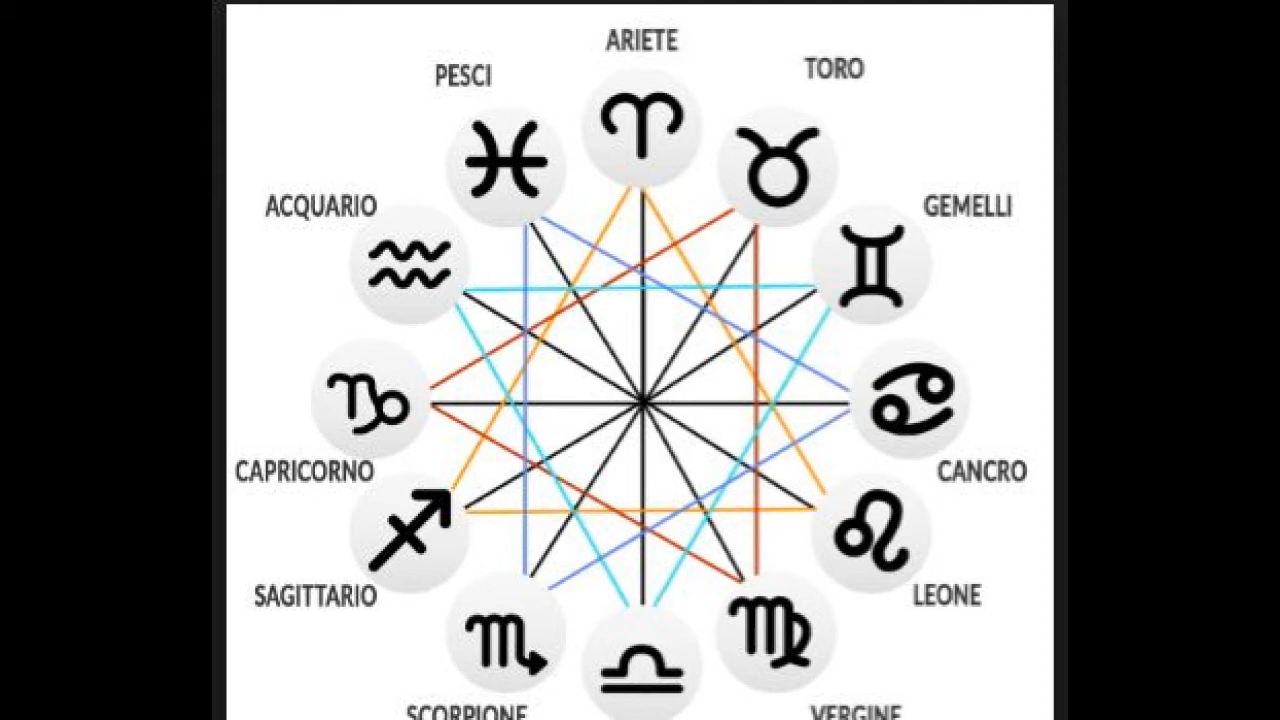 ARIETE
TORO
PESCI
GEMELLI
ACQUARIO
CAPRICORNO
CANCRO
SAGITTARIO
LEONE
SCORPIONE
VERGINE